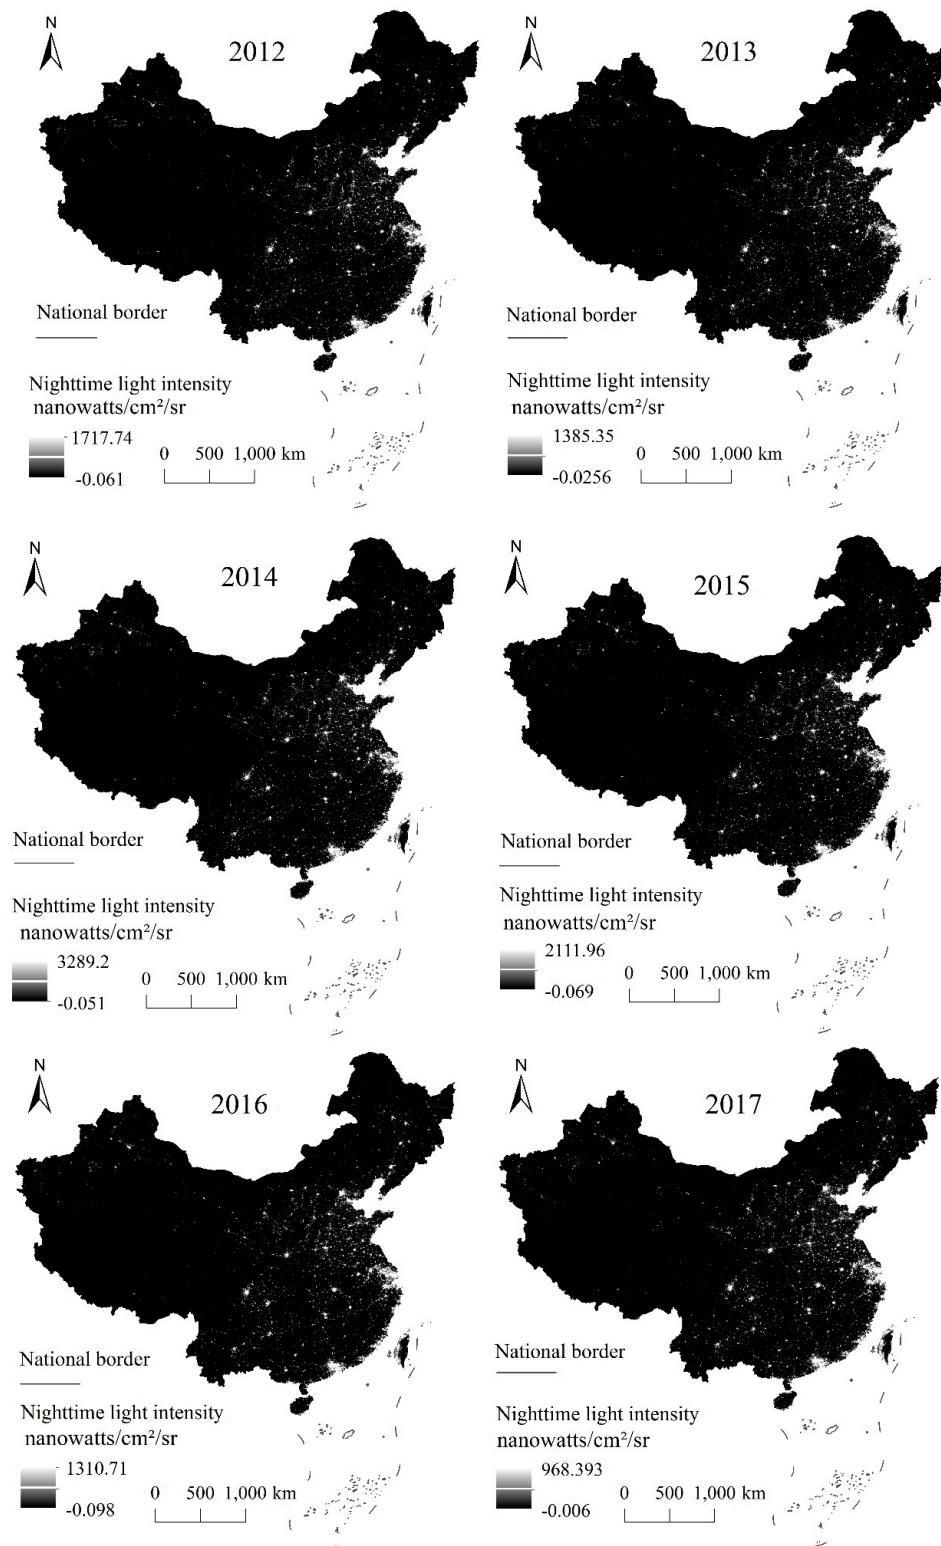 N
2012
National border
Nighttime light intensity
nanowatts/cm²/sr
1717.74
-0.061
0 500 1,000 km
N
2013
National border
Nighttime light intensity
nanowatts/cm²/sr
1385.35
-0.0256
0 500 1,000 km
N
2014
National border
Nighttime light intensity
nanowatts/cm²/sr
3289.2
-0.051
0 500 1,000 km
N
2015
National border
Nighttime light intensity
nanowatts/cm²/sr
2111.96
-0.069
0 500 1,000 km
N
2016
National border
Nighttime light intensity
nanowatts/cm²/sr
1310.71
-0.098
0 500 1,000 km
N
2017
National border
Nighttime light intensity
nanowatts/cm²/sr
968.393
-0.006
0 500 1,000 km